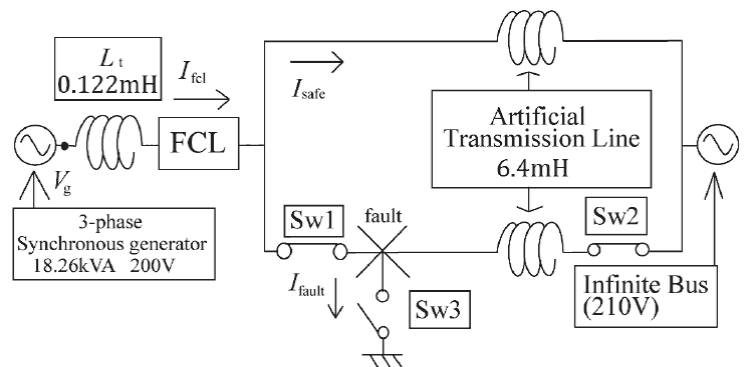 L t
0.122mH
I fcl
I safe
FCL
V g
3-phase
Synchronous generator
18.26kVA 200V
Artificial
Transmission Line
6.4mH
Sw1
fault
Sw2
I fault
Sw3
Infinite Bus
(210V)